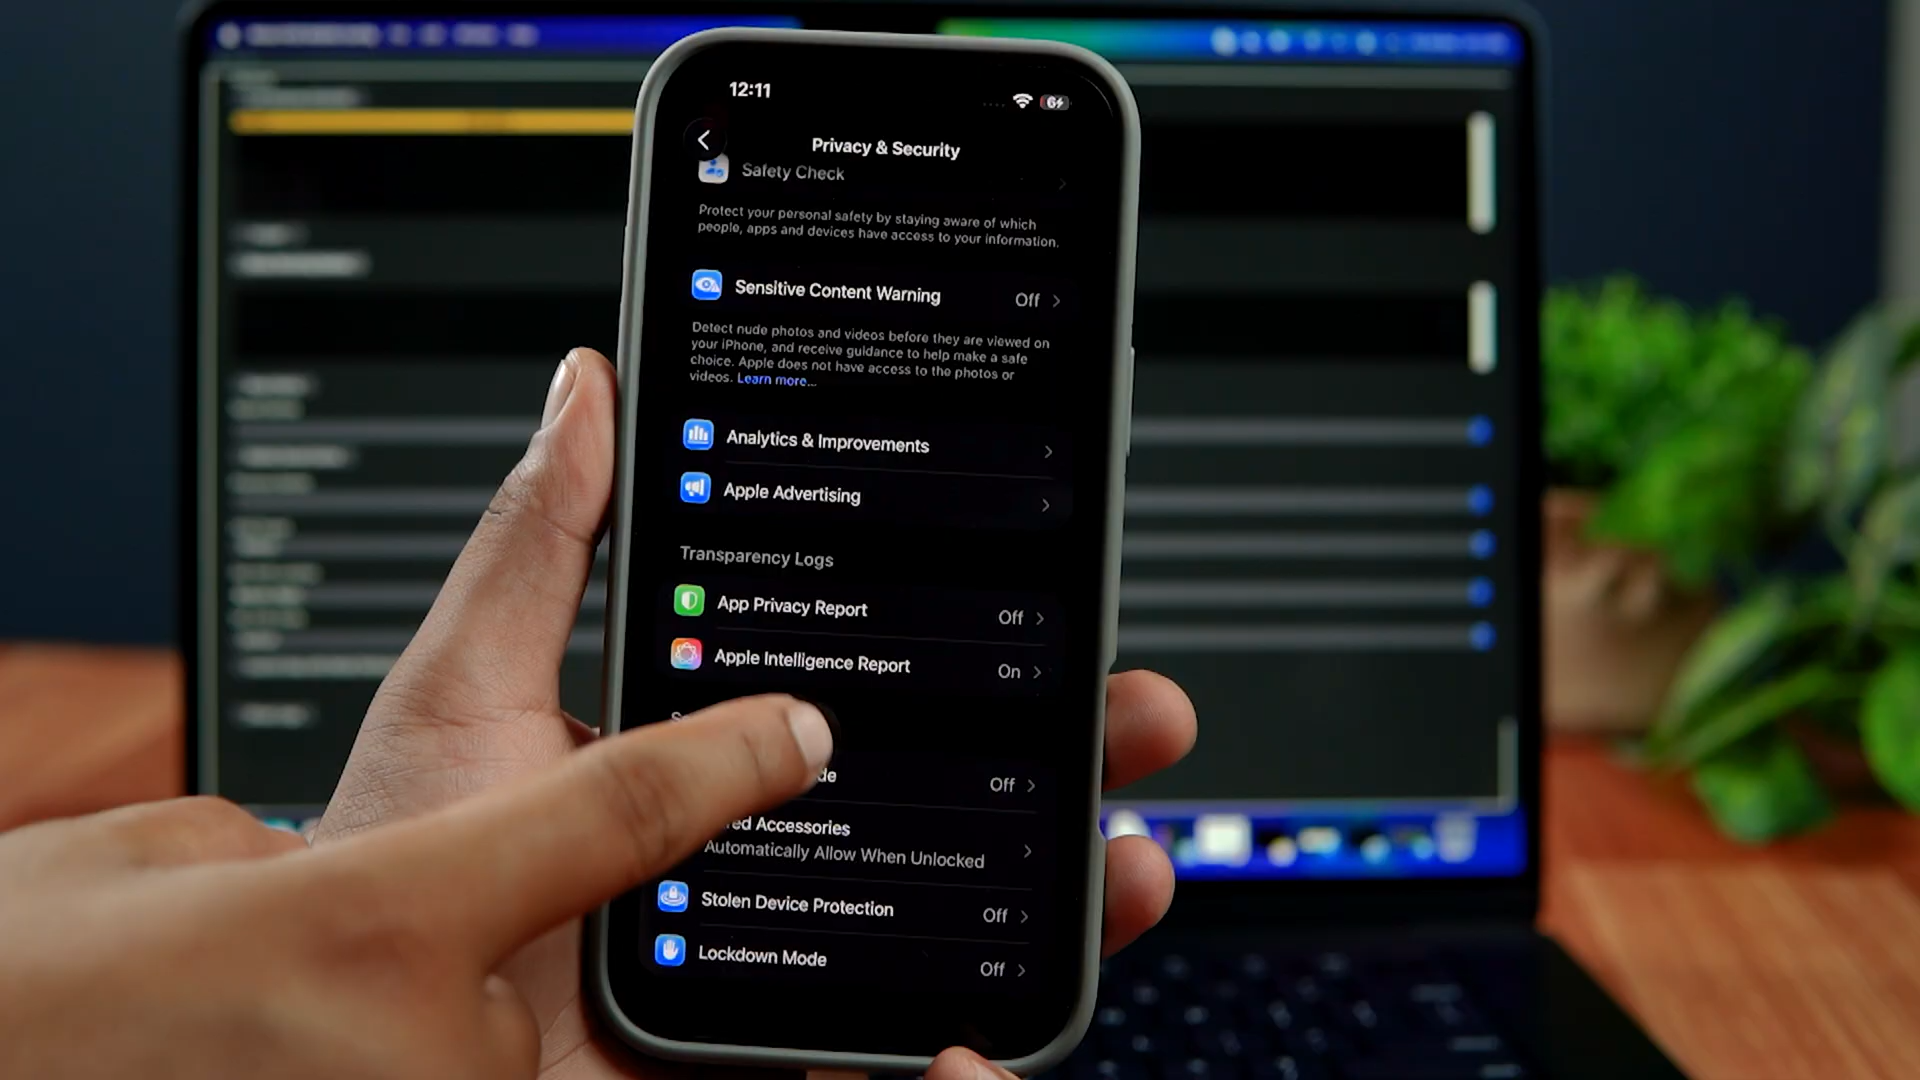 12:11
6
Privacy & Security
Safety Check
Protect your personal safety by staying aware of which
people, apps and devices have access to your information.
Sensitive Content Warning Off
Detect nude photos and videos before they are viewed on
your iPhone, and receive guidance to help make a safe
choice. Apple does not have access to the photos or
videos. Learn more...
Analytics & Improvements
Apple Advertising
Transparency Logs
App Privacy Report Off
Apple Intelligence Report On
Off
Accessories
Automatically Allow When Unlocked
Stolen Device Protection Off
Lockdown Mode Off